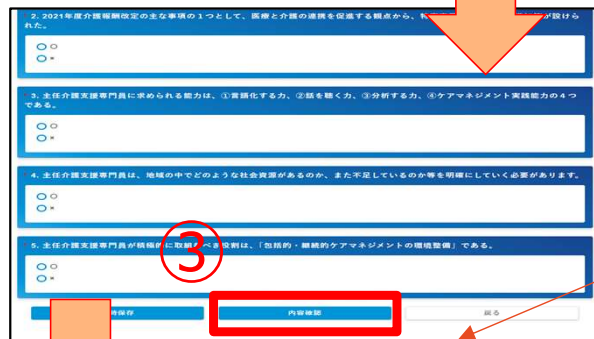 2. 2021年度介護報酬改定の主な事項の1つとして、医療と介護の連携を促進する観点から、 が設けら
れた。
○
×
3. 主任介護支援専門員に求められる能力は、①言語化する力、②話を聴く力、③分析する力、④ケアマネジメント実践能力の4つ
である。
○
×
4. 主任介護支援専門員は、地域の中でどのような社会資源があるのか、また不足しているのか等を明確にしていく必要があります。
○
×
5. 主任介護支援専門員が積極的に取組 べき役割は、「包括的・継続的ケアマネジメントの環境整備」である。
③
○
×
時保存
内容確認
戻る